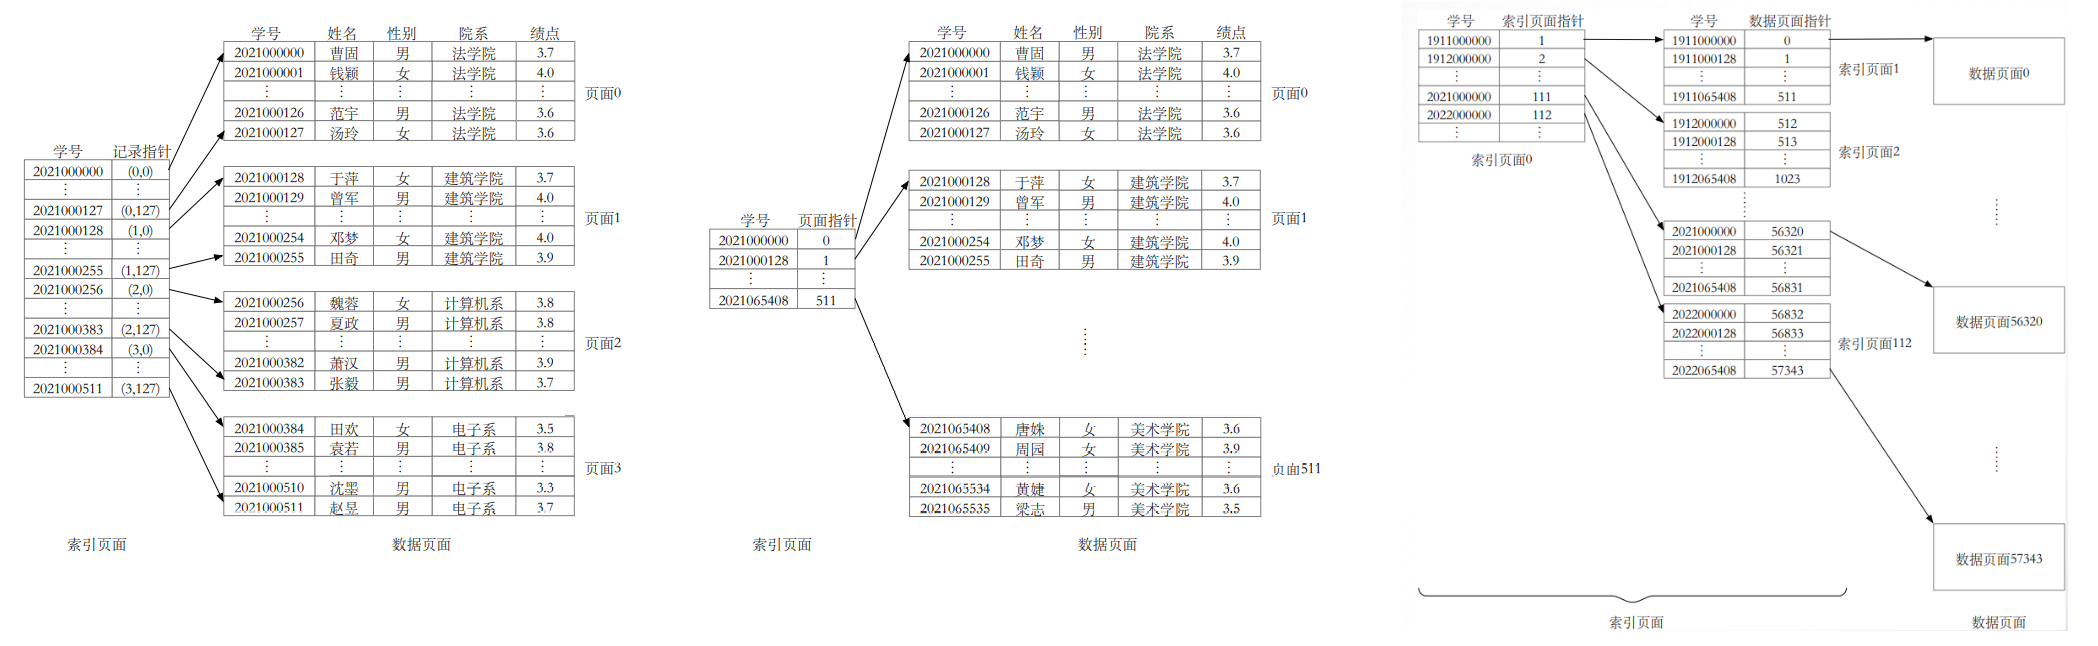 学号 记录指针
2021000000 (0,0)
⋮ ⋮
2021000127 (0,127)
2021000128 (1,0)
⋮ ⋮
2021000255 (1,127)
2021000256 (2,0)
⋮ ⋮
2021000383 (2,127)
2021000384 (3,0)
⋮ ⋮
2021000511 (3,127)
索引页面
学号 姓名 性别 院系 绩点
2021000000 曹固 男 法学院 3.7
2021000001 钱颖 女 法学院 4.0
⋮ ⋮ ⋮ ⋮ ⋮
2021000126 范宇 男 法学院 3.6
2021000127 汤玲 女 法学院 3.6
页面0
2021000128 于萍 女 建筑学院 3.7
2021000129 曾军 男 建筑学院 4.0
⋮ ⋮ ⋮ ⋮ ⋮
2021000254 邓梦 女 建筑学院 4.0
2021000255 田奇 男 建筑学院 3.9
页面1
2021000256 魏蓉 女 计算机系 3.8
2021000257 夏政 男 计算机系 3.8
⋮ ⋮ ⋮ ⋮ ⋮
2021000382 萧汉 男 计算机系 3.9
2021000383 张毅 男 计算机系 3.7
页面2
2021000384 田欢 女 电子系 3.5
2021000385 袁若 男 电子系 3.8
⋮ ⋮ ⋮ ⋮ ⋮
2021000510 沈墨 男 电子系 3.3
2021000511 赵昱 男 电子系 3.7
页面3
数据页面
学号 页面指针
2021000000 0
2021000128 1
⋮ ⋮
2021065408 511
索引页面
学号 姓名 性别 院系 绩点
2021000000 曹固 男 法学院 3.7
2021000001 钱颖 女 法学院 4.0
⋮ ⋮ ⋮ ⋮ ⋮
2021000126 范宇 男 法学院 3.6
2021000127 汤玲 女 法学院 3.6
页面0
2021000128 于萍 女 建筑学院 3.7
2021000129 曾军 男 建筑学院 4.0
⋮ ⋮ ⋮ ⋮ ⋮
2021000254 邓梦 女 建筑学院 4.0
2021000255 田奇 男 建筑学院 3.9
页面1
2021065408 唐姝 女 美术学院 3.6
2021065409 周园 女 美术学院 3.9
⋮ ⋮ ⋮ ⋮ ⋮
2021065534 黄婕 女 美术学院 3.6
2021065535 梁志 男 美术学院 3.5
页面511
数据页面
学号 索引页面指针
1911000000 1
1912000000 2
⋮ ⋮
2021000000 111
2022000000 112
⋮ ⋮
索引页面0
学号 数据页面指针
1911000000 0
1911000128 1
⋮ ⋮
1911065408 511
索引页面1
1912000000 512
1912000128 513
⋮ ⋮
1912065408 1023
索引页面2
2021000000 56320
2021000128 56321
⋮ ⋮
2021065408 56831
2022000000 56832
2022000128 56833
⋮ ⋮
2022065408 57343
索引页面112
索引页面
数据页面0
数据页面56320
数据页面57343
数据页面